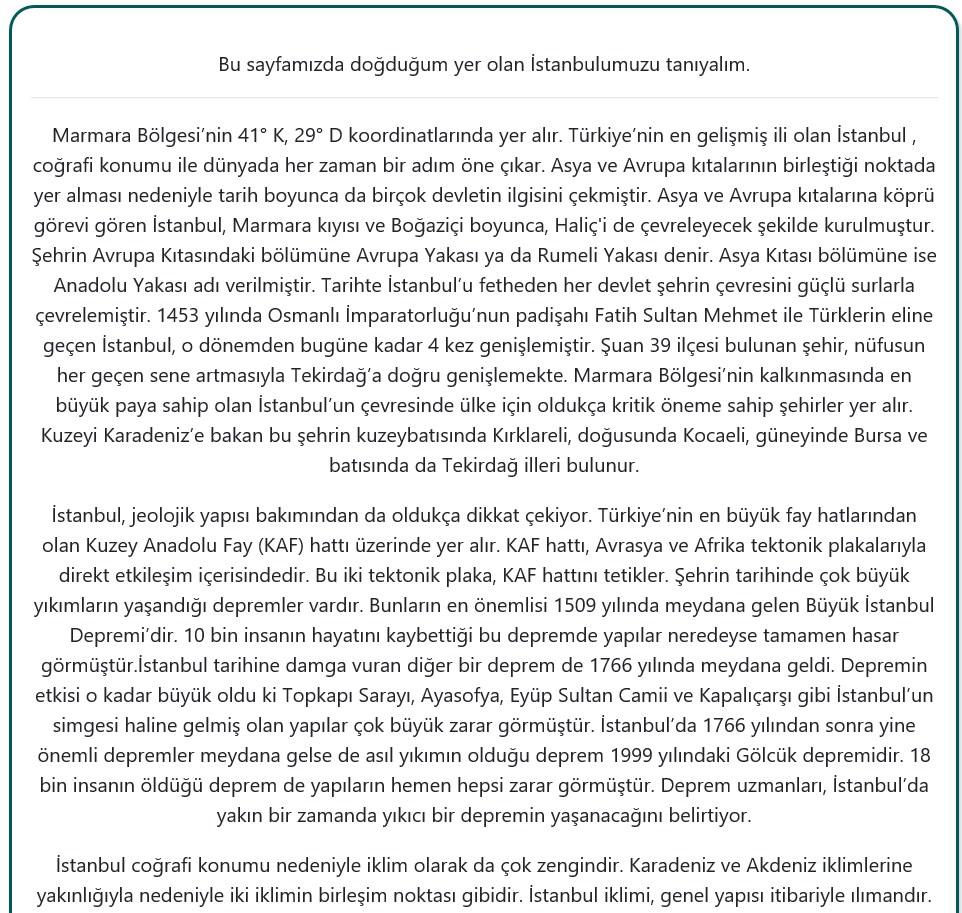 Bu sayfamızda doğduğum yer olan İstanbulumuzu tanıyalım.
Marmara Bölgesi’nin 41° K, 29° D koordinatlarında yer alır. Türkiye’nin en gelişmiş ili olan İstanbul ,
coğrafi konumu ile dünyada her zaman bir adım öne çıkar. Asya ve Avrupa kıtalarının birleştiği noktada
yer alması nedeniyle tarih boyunca da birçok devletin ilgisini çekmiştir. Asya ve Avrupa kıtalarına köprü
görevi gören İstanbul, Marmara kıyısı ve Boğaziçi boyunca, Haliç'i de çevreleyecek şekilde kurulmuştur.
Şehrin Avrupa Kıtasındaki bölümüne Avrupa Yakası ya da Rumeli Yakası denir. Asya Kıtası bölümüne ise
Anadolu Yakası adı verilmiştir. Tarihte İstanbul’u fetheden her devlet şehrin çevresini güçlü surlarla
çevrelemiştir. 1453 yılında Osmanlı İmparatorluğu’nun padişahı Fatih Sultan Mehmet ile Türklerin eline
geçen İstanbul, o dönemden bugüne kadar 4 kez genişlemiştir. Şuan 39 ilçesi bulunan şehir, nüfusun
her geçen sene artmasıyla Tekirdağ’a doğru genişlemekte. Marmara Bölgesi’nin kalkınmasında en
büyük paya sahip olan İstanbul’un çevresinde ülke için oldukça kritik öneme sahip şehirler yer alır.
Kuzeyi Karadeniz’e bakan bu şehrin kuzeybatısında Kırklareli, doğusunda Kocaeli, güneyinde Bursa ve
batısında da Tekirdağ illeri bulunur.
İstanbul, jeolojik yapısı bakımından da oldukça dikkat çekiyor. Türkiye’nin en büyük fay hatlarından
olan Kuzey Anadolu Fay (KAF) hattı üzerinde yer alır. KAF hattı, Avrasya ve Afrika tektonik plakalarıyla
direkt etkileşim içerisindedir. Bu iki tektonik plaka, KAF hattını tetikler. Şehrin tarihinde çok büyük
yıkımların yaşandığı depremler vardır. Bunların en önemlisi 1509 yılında meydana gelen Büyük İstanbul
Depremi’dir. 10 bin insanın hayatını kaybettiği bu depremde yapılar neredeyse tamamen hasar
görmüştür.İstanbul tarihine damga vuran diğer bir deprem de 1766 yılında meydana geldi. Depremin
etkisi o kadar büyük oldu ki Topkapı Sarayı, Ayasofya, Eyüp Sultan Camii ve Kapalıçarşı gibi İstanbul’un
simgesi haline gelmiş olan yapılar çok büyük zarar görmüştür. İstanbul’da 1766 yılından sonra yine
önemli depremler meydana gelse de asıl yıkımın olduğu deprem 1999 yılındaki Gölcük depremidir. 18
bin insanın öldüğü deprem de yapıların hemen hepsi zarar görmüştür. Deprem uzmanları, İstanbul’da
yakın bir zamanda yıkıcı bir depremin yaşanacağını belirtiyor.
İstanbul coğrafi konumu nedeniyle iklim olarak da çok zengindir. Karadeniz ve Akdeniz iklimlerine
yakınlığıyla nedeniyle iki iklimin birleşim noktası gibidir. İstanbul iklimi, genel yapısı itibariyle ılımandır.